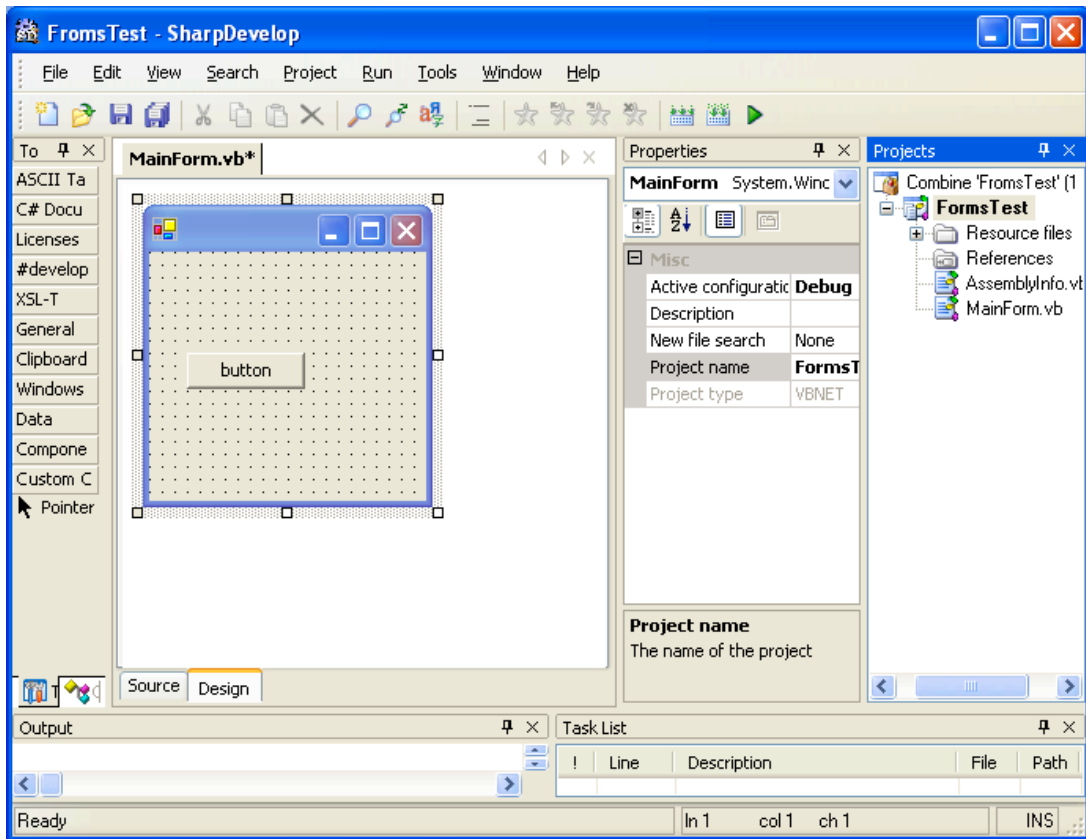 FromsTest - SharpDevelop
File Edit View Search Project Run Tools Window Help
To
ASCII Ta
C# Docu
Licenses
#develop
XSL-T
General
Clipboard
Windows
Data
Compone
Custom C
Pointer
T
MainForm.vb*
button
Source Design
Properties
MainForm System.Winc
Misc
Active configuratic Debug
Description
New file search None
Project name FormsT
Project type VBNET
Project name
The name of the project
Projects
Combine 'FromsTest' (1
FormsTest
Resource files
References
AssemblyInfo.vb
MainForm.vb
Output
Task List
! Line Description File Path
Ready ln 1 col 1 ch 1 INS